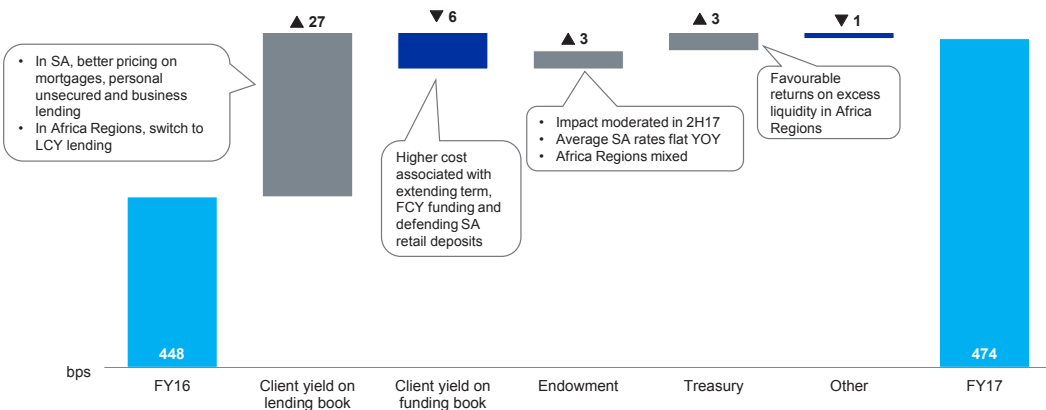 ▲ 27
▼ 6
▲ 3
▲ 3
▼ 1
• In SA, better pricing on
mortgages, personal
unsecured and business
lending
• In Africa Regions, switch to
LCY lending
Higher cost
associated with
extending term,
FCY funding and
defending SA
retail deposits
• Impact moderated in 2H17
• Average SA rates flat YOY
• Africa Regions mixed
Favourable
returns on excess
liquidity in Africa
Regions
448
474
bps
FY16
Client yield on
lending book
Client yield on
funding book
Endowment
Treasury
Other
FY17